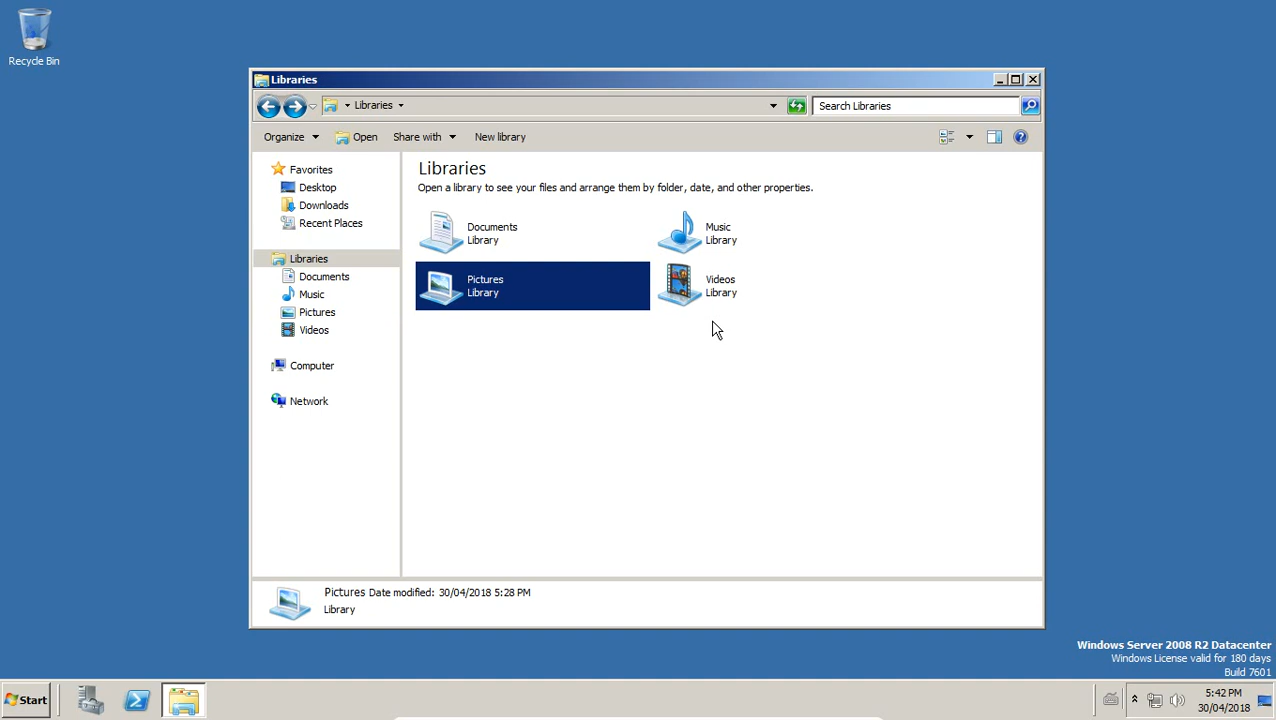 Recycle Bin
Libraries
Libraries
Search Libraries
Organize
Open
Share with
New library
Favorites
Desktop
Downloads
Recent Places
Libraries
Documents
Music
Pictures
Videos
Computer
Network
Libraries
Open a library to see your files and arrange them by folder, date, and other properties.
Documents
Library
Music
Library
Pictures
Library
Videos
Library
Pictures Date modified: 30/04/2018 5:28 PM
Library
Windows Server 2008 R2 Datacenter
Windows License valid for 180 days
Build 7601
Start
5:42 PM
30/04/2018